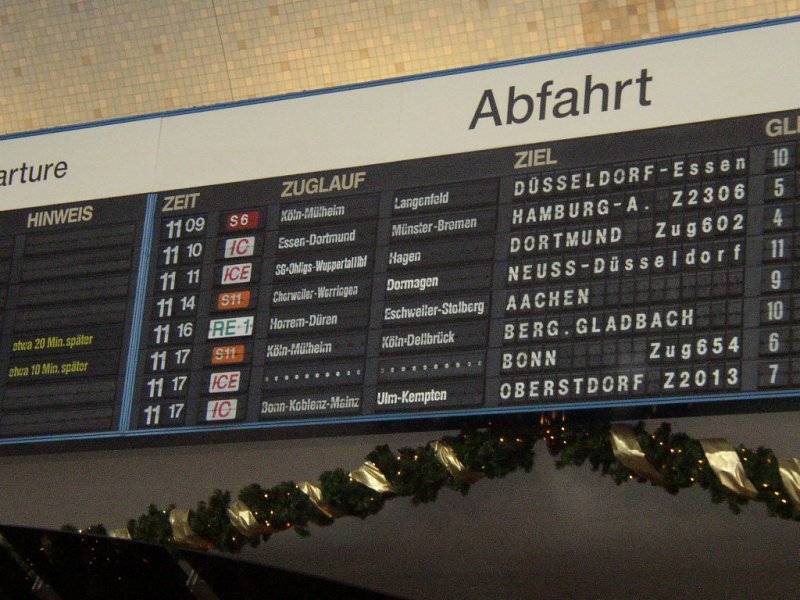 arture Abfahrt
HINWEIS ZEIT ZUGLAUF ZIEL GL
11 09 S6 Köln-Mülheim Langenfeld DÜSSELDORF-Essen 10
11 10 IC Essen-Dortmund Münster-Bremen HAMBURG-A. Z2306 5
11 11 ICE SG-Ohligs-Wuppertal Hbf Hagen DORTMUND Zug602 4
11 14 S11 Chorweiler-Worringen Dormagen NEUSS-Düsseldorf 11
11 16 RE-1 Horrem-Düren Eschweiler-Stolberg AACHEN 9
etwa 20 Min. später 11 17 S11 Köln-Mülheim Köln-Dellbrück BERG.GLADBACH 10
etwa 10 Min. später 11 17 ICE BONN Zug654 6
11 17 IC Bonn-Koblenz-Mainz Ulm-Kempten OBERSTDORF Z2013 7